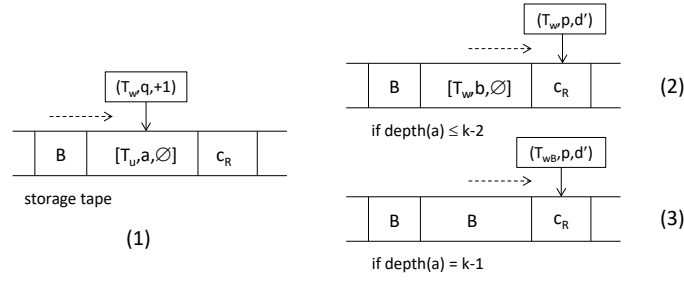 (T_w,q,+1)
B [T_u,a,∅] c_R
storage tape
(1)
(T_w,p,d′)
B [T_w,b,∅] c_R (2)
if depth(a) ≤ k-2
(T_wB,p,d′)
B B c_R (3)
if depth(a) = k-1